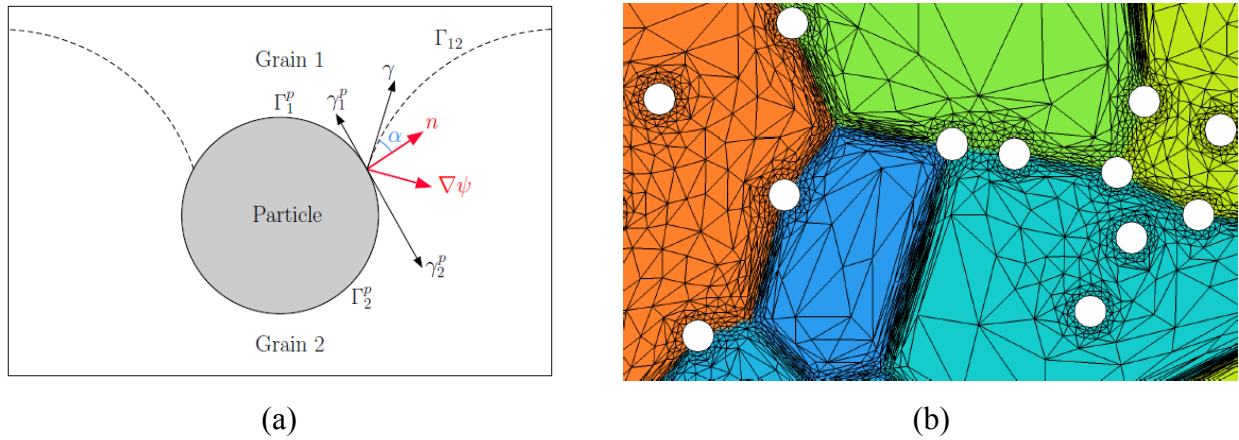 Grain 1
Γ₁₂
Γ₁ᵖ
γ₁ᵖ
γ
α
n
∇ψ
Particle
γ₂ᵖ
Γ₂ᵖ
Grain 2
(a)
(b)